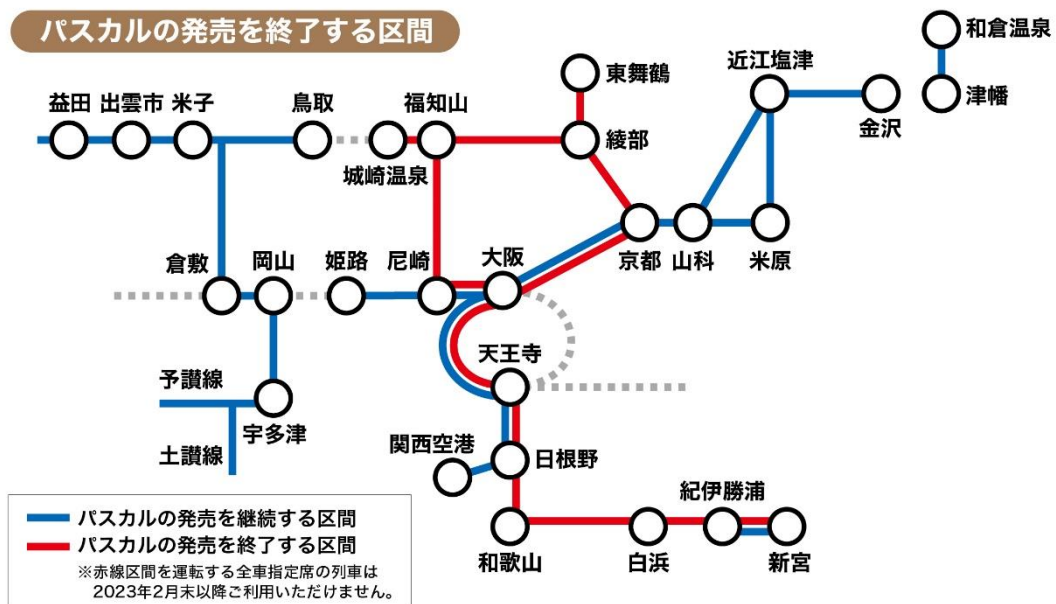 パスカルの発売を終了する区間
和倉温泉
津幡
近江塩津
金沢
東舞鶴
綾部
益田
出雲市
米子
鳥取
福知山
城崎温泉
京都
山科
米原
倉敷
岡山
姫路
尼崎
大阪
天王寺
予讃線
宇多津
土讃線
関西空港
日根野
紀伊勝浦
和歌山
白浜
新宮
パスカルの発売を継続する区間
パスカルの発売を終了する区間
※赤線区間を運転する全車指定席の列車は
2023年2月末以降ご利用いただけません。